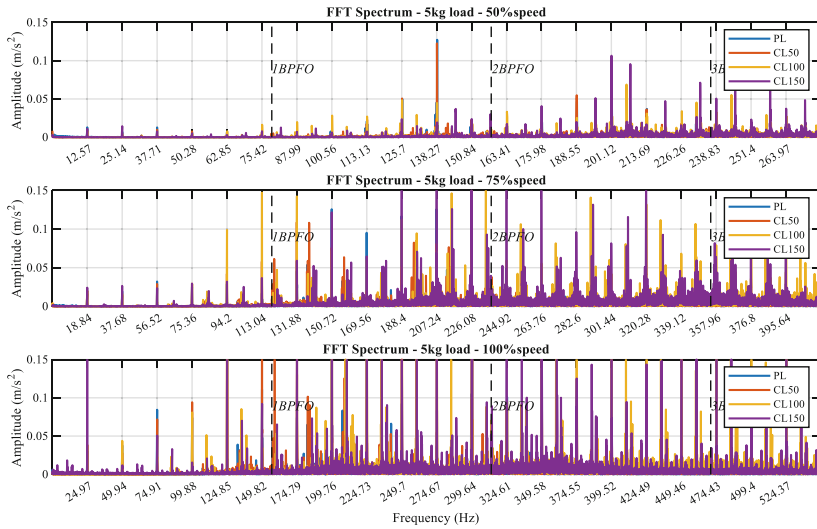 FFT Spectrum - 5kg load - 50%speed
0.15
0.1
0.05
0
Amplitude (m/s²)
1BPFO
2BPFO
3B
PL
CL50
CL100
CL150
12.57 25.14 37.71 50.28 62.85 75.42 87.99 100.56 113.13 125.7 138.27 150.84 163.41 175.98 188.55 201.12 213.69 226.26 238.83 251.4 263.97
FFT Spectrum - 5kg load - 75%speed
0.15
0.1
0.05
0
Amplitude (m/s²)
1BPFO
2BPFO
3B
PL
CL50
CL100
CL150
18.84 37.68 56.52 75.36 94.2 113.04 131.88 150.72 169.56 188.4 207.24 226.08 244.92 263.76 282.6 301.44 320.28 339.12 357.96 376.8 395.64
FFT Spectrum - 5kg load - 100%speed
0.15
0.1
0.05
0
Amplitude (m/s²)
1BPFO
2BPFO
3B
PL
CL50
CL100
CL150
24.97 49.94 74.91 99.88 124.85 149.82 174.79 199.76 224.73 249.7 274.67 299.64 324.61 349.58 374.55 399.52 424.49 449.46 474.43 499.4 524.37
Frequency (Hz)